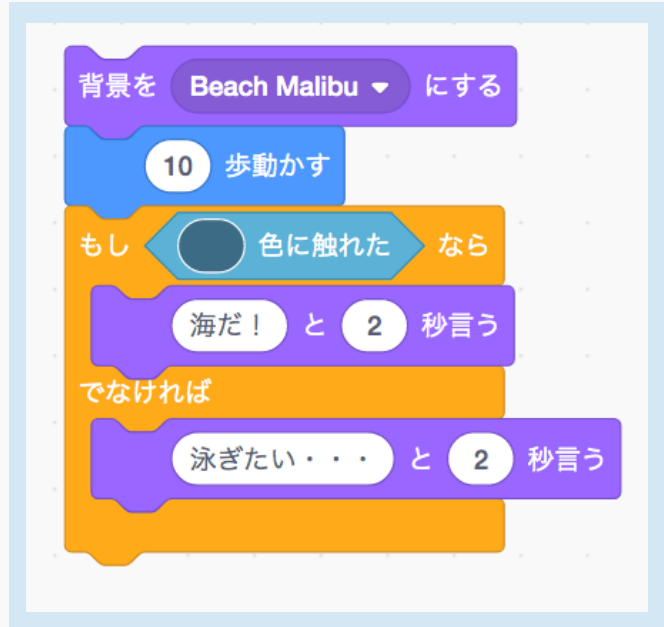 背景を Beach Malibu にする
10 歩動かす
もし 色に触れた なら
海だ！ と 2 秒言う
でなければ
泳ぎたい・・・ と 2 秒言う